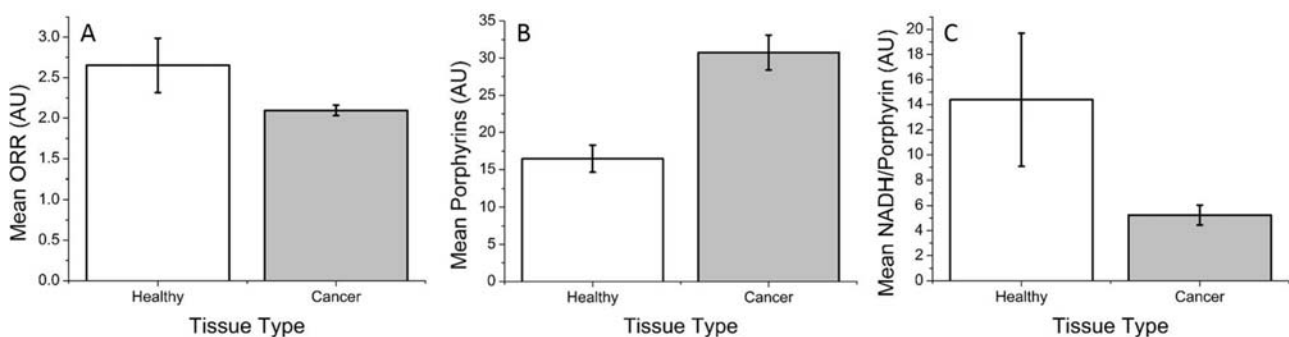 A
Mean ORR (AU)
3.0
2.5
2.0
1.5
1.0
0.5
0.0
Healthy
Cancer
Tissue Type
B
Mean Porphyrins (AU)
35
30
25
20
15
10
5
0
Healthy
Cancer
Tissue Type
C
Mean NADH/Porphyrin (AU)
20
18
16
14
12
10
8
6
4
2
0
Healthy
Cancer
Tissue Type